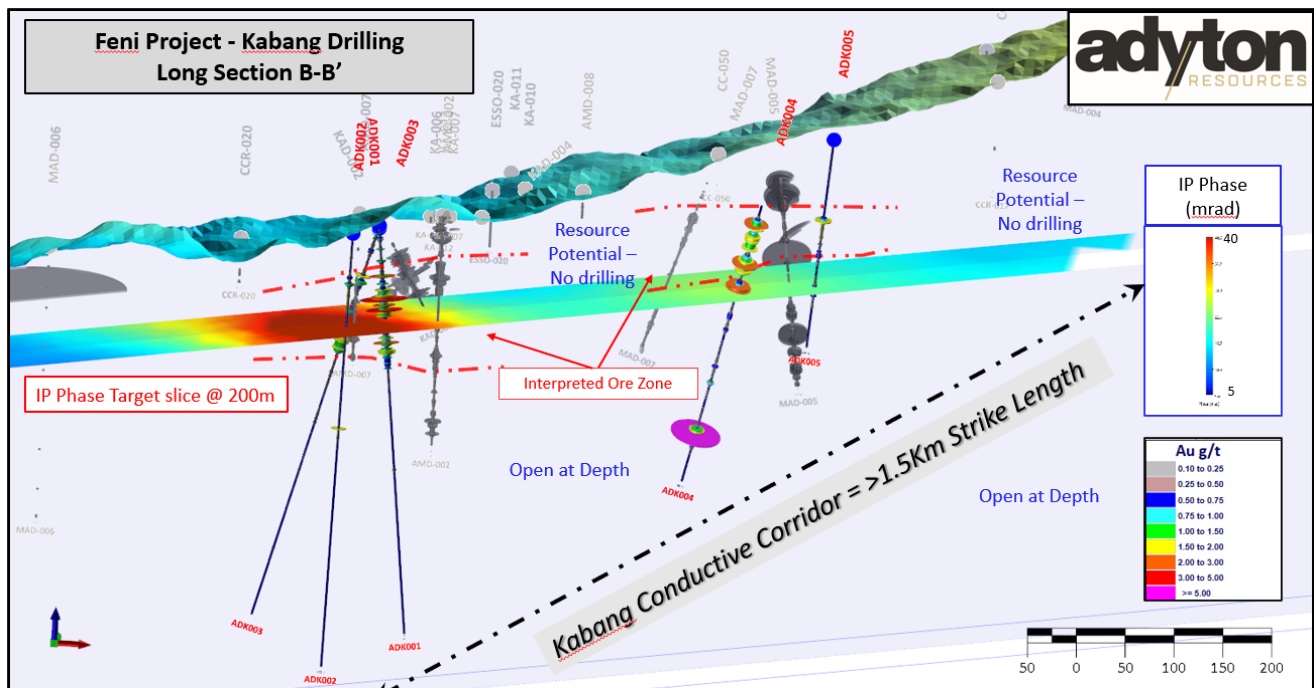 Feni Project - Kabang Drilling
Long Section B-B’
adyton
RESOURCES
MAD-006
CCR-020
ADK002
ADK001
ADK003
KA-006
ESSO-020
KA-011
KA-010
KAD-004
AMD-008
CC-050
MAD-007
MAD-005
ADK004
ADK005
MAD-004
Resource
Potential –
No drilling
Resource
Potential –
No drilling
IP Phase
(mrad)
40
5
CCR-020
ESSO-020
CC-050
MAD-007
ADK005
MAD-005
AMD-007
AMD-002
Interpreted Ore Zone
IP Phase Target slice @ 200m
Open at Depth
Open at Depth
MAD-006
ADK003
ADK002
ADK001
ADK004
Kabang Conductive Corridor = >1.5Km Strike Length
Au g/t
0.10 to 0.25
0.25 to 0.50
0.50 to 0.75
0.75 to 1.00
1.00 to 1.50
1.50 to 2.00
2.00 to 3.00
3.00 to 5.00
>= 5.00
50 0 50 100 150 200